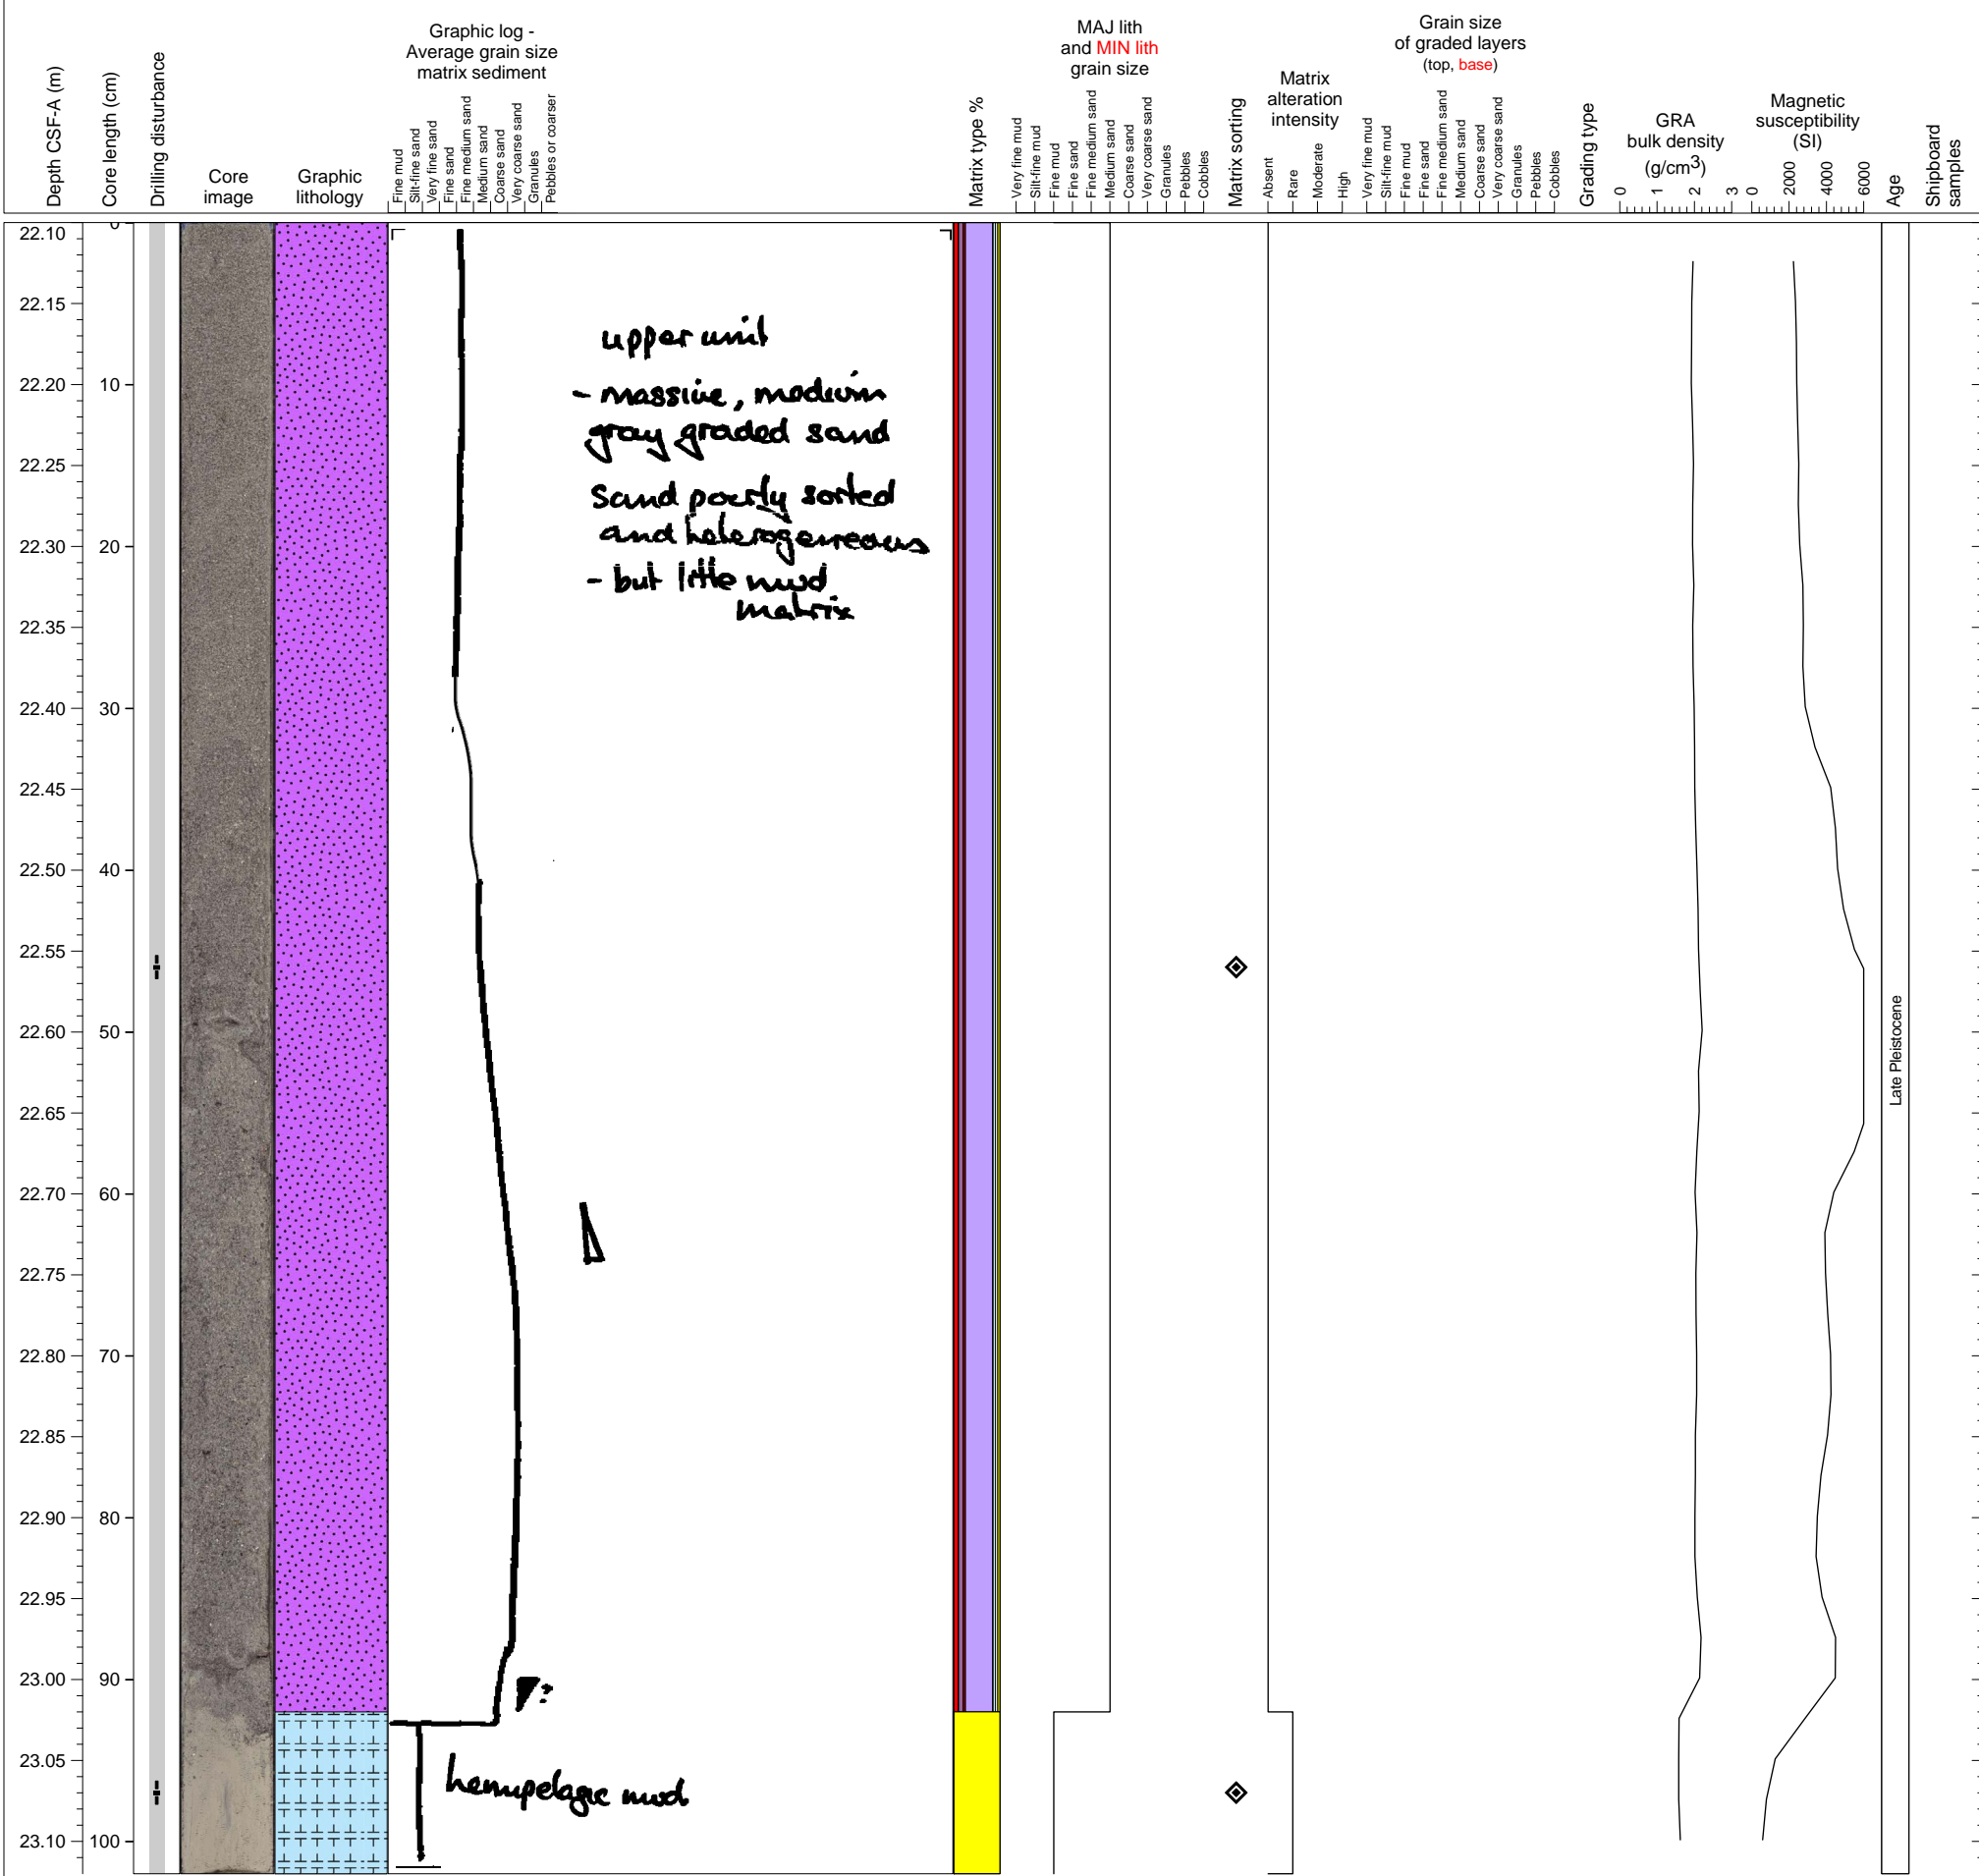 Depth CSF-A (m)
Core length (cm)
Drilling disturbance
Core
image
Graphic
lithology
Graphic log -
Average grain size
matrix sediment
Fine mud
Silt-fine sand
Very fine sand
Fine sand
Fine medium sand
Medium sand
Coarse sand
Very coarse sand
Granules
Pebbles or coarser
Matrix type %
MAJ lith
and MIN lith
grain size
Very fine mud
Silt-fine mud
Fine mud
Fine sand
Fine medium sand
Medium sand
Coarse sand
Very coarse sand
Granules
Pebbles
Cobbles
Matrix sorting
Matrix
alteration
intensity
Absent
Rare
Moderate
High
Grain size
of graded layers
(top, base)
Very fine mud
Silt-fine mud
Fine mud
Fine sand
Fine medium sand
Medium sand
Coarse sand
Very coarse sand
Granules
Pebbles
Cobbles
Grading type
GRA
bulk density
(g/cm3)
0 1 2 3
Magnetic
susceptibility
(SI)
0 2000 4000 6000
Age
Shipboard
samples
22.10 0
22.15
22.20 10
22.25
22.30 20
22.35
22.40 30
22.45
22.50 40
22.55
22.60 50
22.65
22.70 60
22.75
22.80 70
22.85
22.90 80
22.95
23.00 90
23.05
23.10 100
upper unit
- massive, medium
gray graded sand
Sand poorly sorted
and heterogeneous
- but little mud
matrix
?
hemipelagic mud
Late Pleistocene